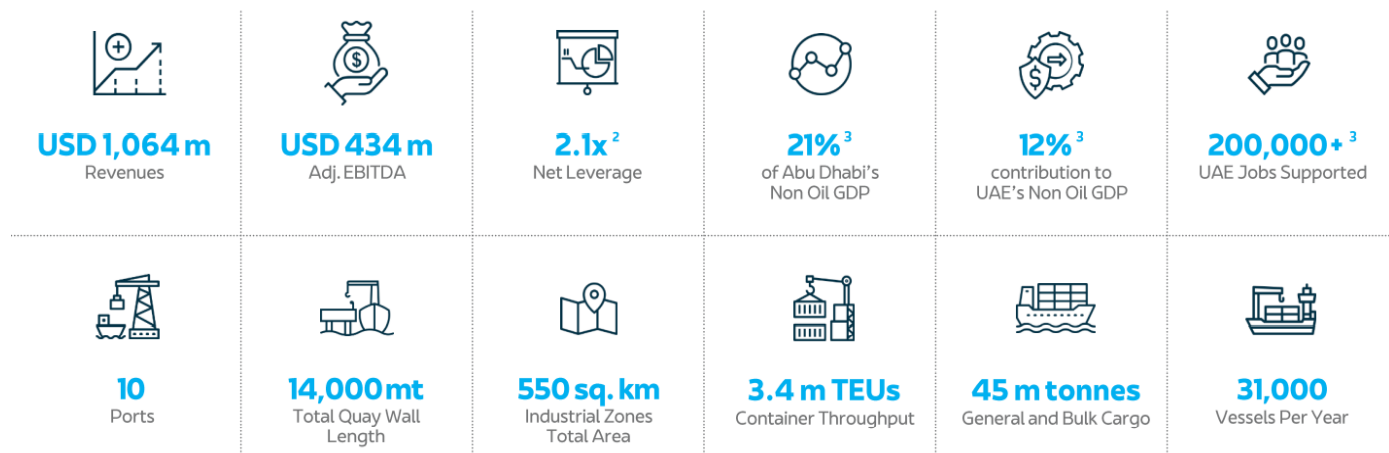 USD 1,064 m
Revenues
USD 434 m
Adj. EBITDA
2.1x 2
Net Leverage
21% 3
of Abu Dhabi's
Non Oil GDP
12% 3
contribution to
UAE's Non Oil GDP
200,000+ 3
UAE Jobs Supported
10
Ports
14,000 mt
Total Quay Wall
Length
550 sq. km
Industrial Zones
Total Area
3.4 m TEUs
Container Throughput
45 m tonnes
General and Bulk Cargo
31,000
Vessels Per Year